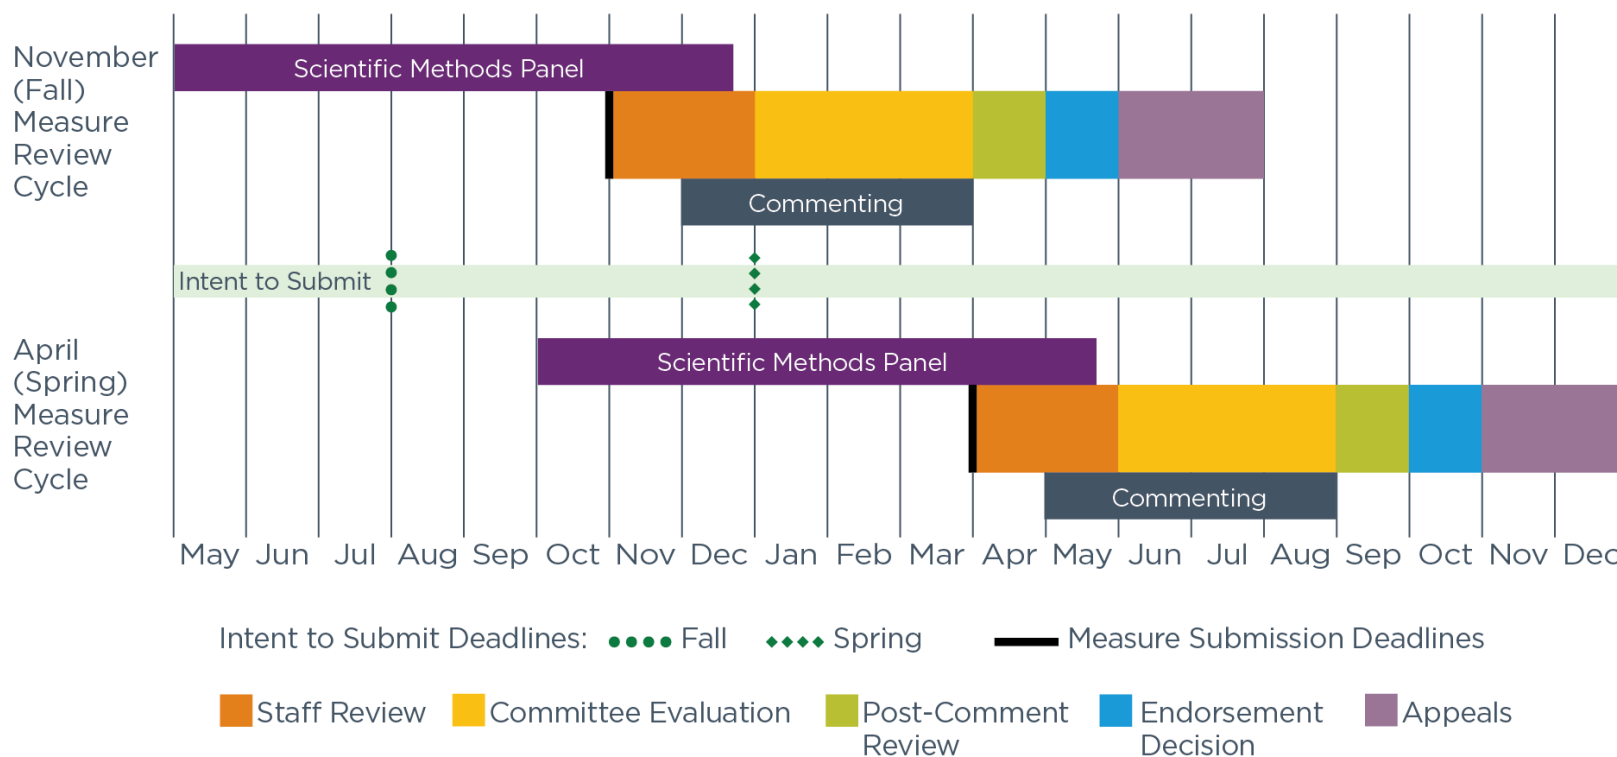 November
(Fall)
Measure
Review
Cycle
Scientific Methods Panel
Commenting
Intent to Submit
April
(Spring)
Measure
Review
Cycle
Scientific Methods Panel
Commenting
May Jun Jul Aug Sep Oct Nov Dec Jan Feb Mar Apr May Jun Jul Aug Sep Oct Nov Dec
Intent to Submit Deadlines: Fall Spring Measure Submission Deadlines
Staff Review Committee Evaluation Post-Comment Endorsement Appeals
Review Decision